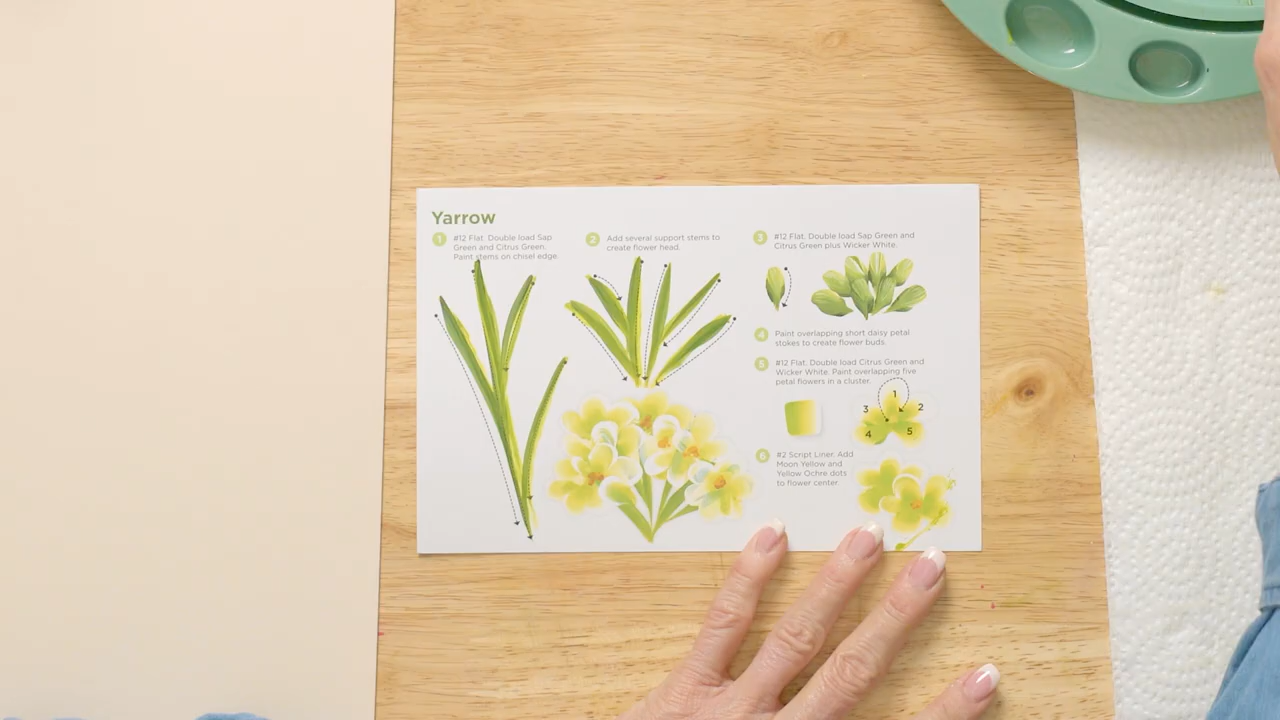 Yarrow
1 #12 Flat. Double load Sap
Green and Citrus Green.
Paint stems on chisel edge.
2 Add several support stems to
create flower head.
3 #12 Flat. Double load Sap Green and
Citrus Green plus Wicker White.
4 Paint overlapping short daisy petal
stokes to create flower buds.
5 #12 Flat. Double load Citrus Green and
Wicker White. Paint overlapping five
petal flowers in a cluster.
1
3 2
4 5
6 #2 Script Liner. Add
Moon Yellow and
Yellow Ochre dots
to flower center.